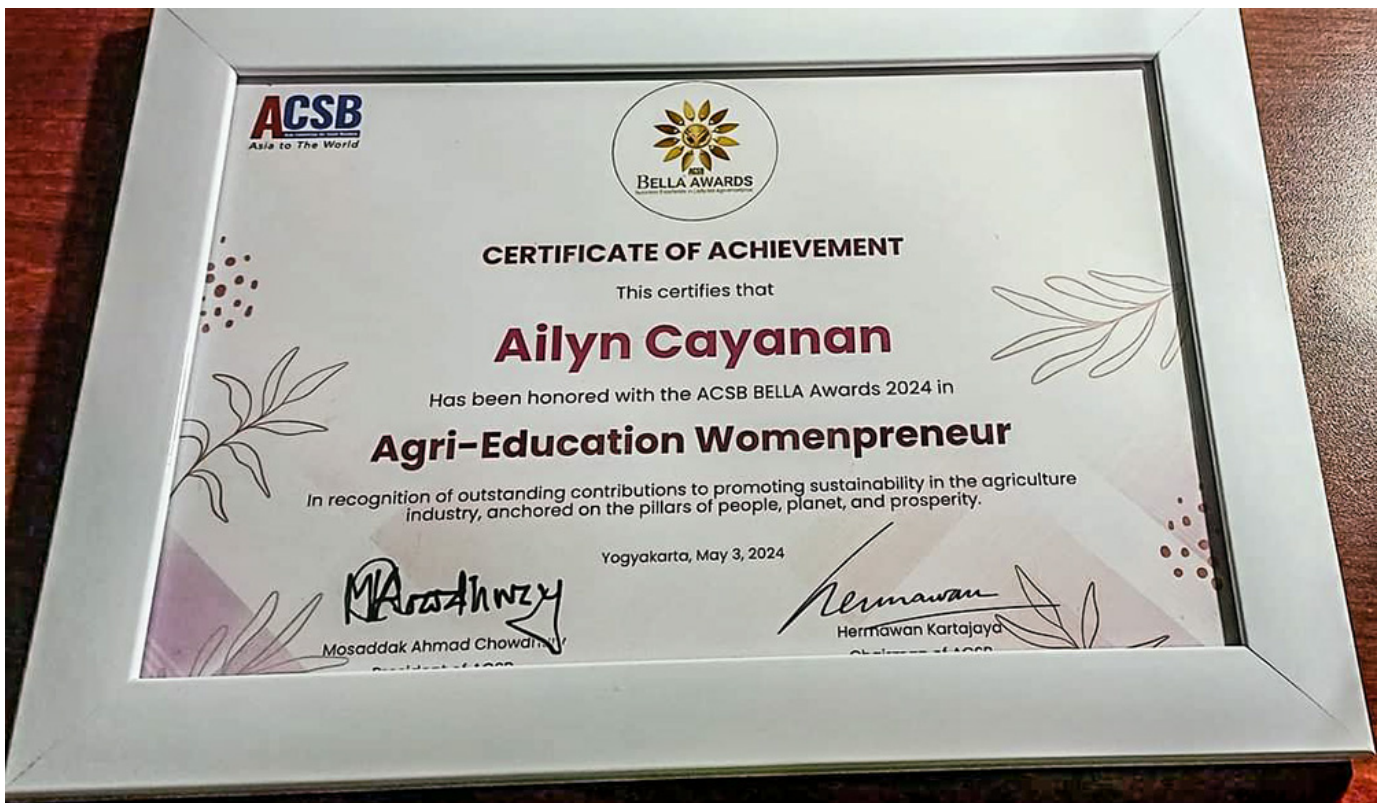 ACSB
Asia to The World
ACSB
BELLA AWARDS
CERTIFICATE OF ACHIEVEMENT
This certifies that
Ailyn Cayanan
Has been honored with the ACSB BELLA Awards 2024 in
Agri-Education Womenpreneur
In recognition of outstanding contributions to promoting sustainability in the agriculture
industry, anchored on the pillars of people, planet, and prosperity.
Yogyakarta, May 3, 2024
Hermawan
Mosaddak Ahmad
Hermawan Kartajaya